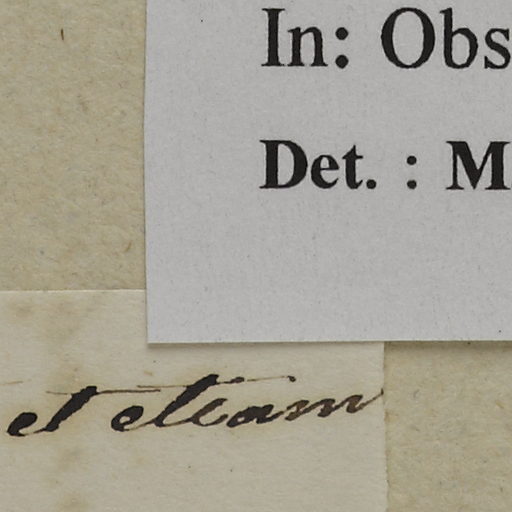 In: Obs
Det. : M
et etiam